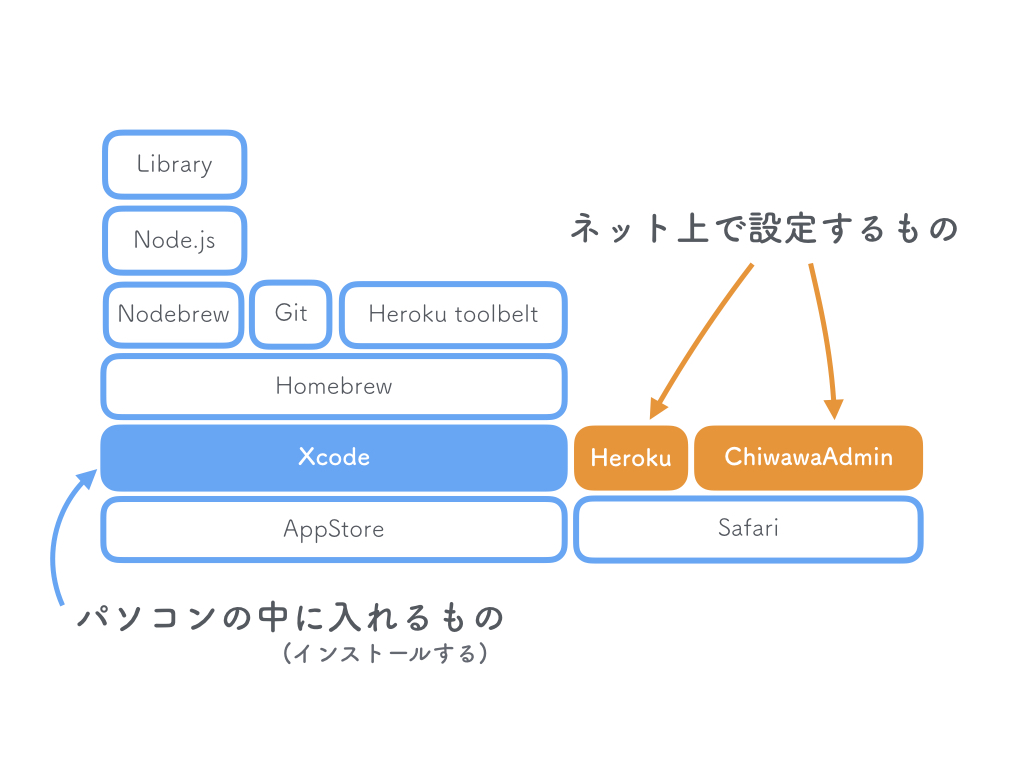 Library
Node.js
ネット上で設定するもの
Nodebrew
Git
Heroku toolbelt
Homebrew
Xcode
Heroku
ChiwawaAdmin
AppStore
Safari
パソコンの中に入れるもの
（インストールする）